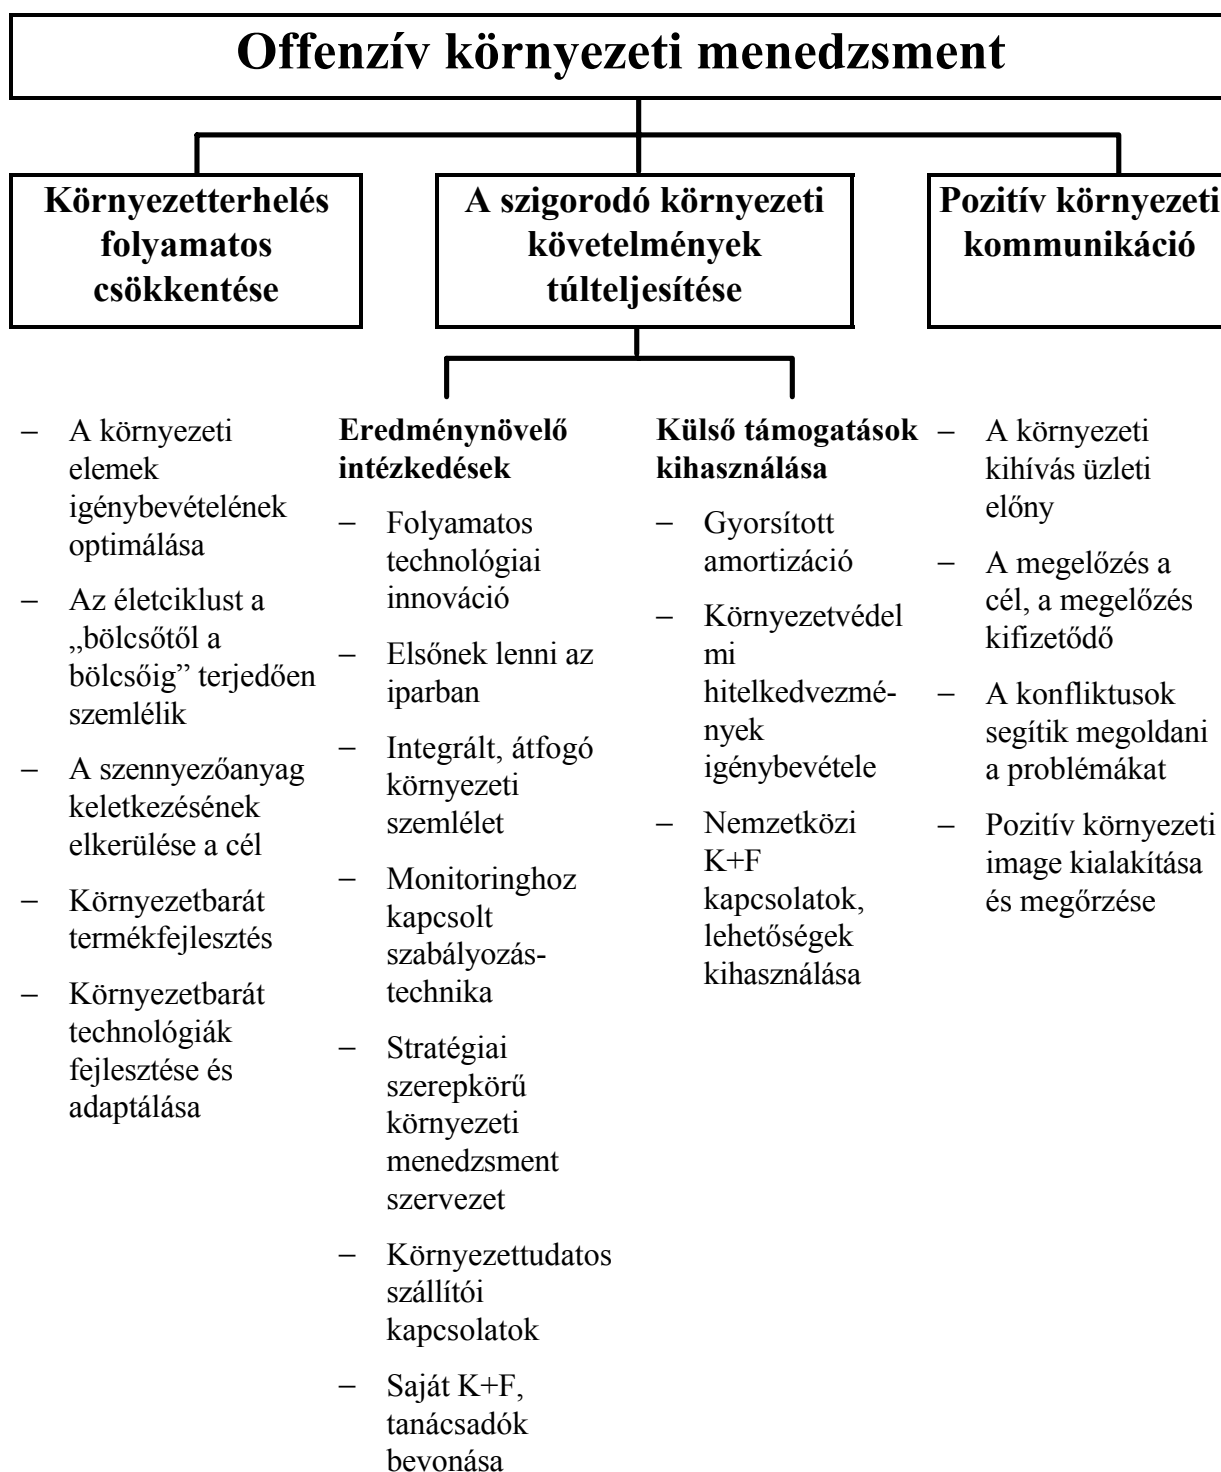 Offenzív környezeti menedzsment
Környezetterhelés
folyamatos
csökkentése
A szigorodó környezeti
követelmények
túlteljesítése
Pozitív környezeti
kommunikáció
– A környezeti
elemek
igénybevételének
optimálása
– Az életciklust a
„bölcsőtől a
bölcsőig” terjedően
szemlélik
– A szennyezőanyag
keletkezésének
elkerülése a cél
– Környezetbarát
termékfejlesztés
– Környezetbarát
technológiák
fejlesztése és
adaptálása
Eredménynövelő
intézkedések
– Folyamatos
technológiai
innováció
– Elsőnek lenni az
iparban
– Integrált, átfogó
környezeti
szemlélet
– Monitoringhoz
kapcsolt
szabályozás-
technika
– Stratégiai
szerepkörű
környezeti
menedzsment
szervezet
– Környezettudatos
szállítói
kapcsolatok
– Saját K+F,
tanácsadók
bevonása
Külső támogatások
kihasználása
– Gyorsított
amortizáció
– Környezetvédel
mi
hitelkedvezmé-
nyek
igénybevétele
– Nemzetközi
K+F
kapcsolatok,
lehetőségek
kihasználása
– A környezeti
kihívás üzleti
előny
– A megelőzés a
cél, a megelőzés
kifizetődő
– A konfliktusok
segítik megoldani
a problémákat
– Pozitív környezeti
image kialakítása
és megőrzése